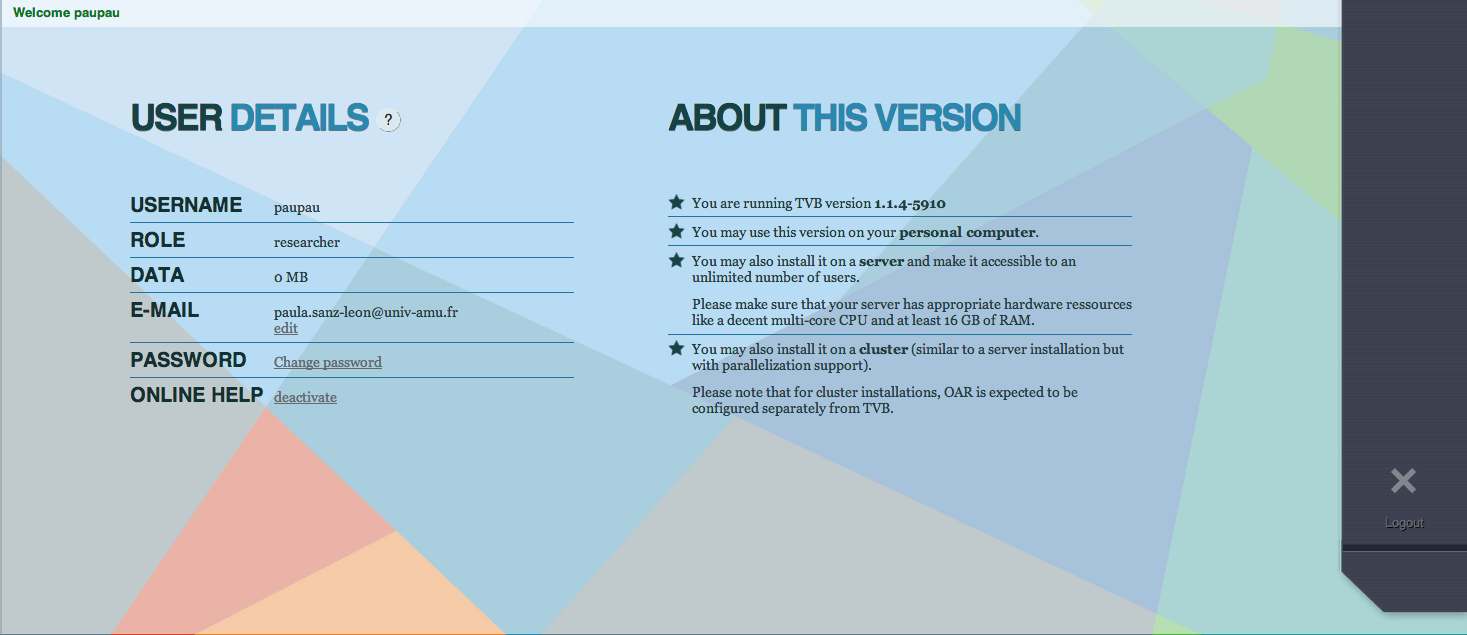 Welcome paupau
USER DETAILS ?
USERNAME paupau
ROLE researcher
DATA 0 MB
E-MAIL paula.sanz-leon@univ-amu.fr
edit
PASSWORD Change password
ONLINE HELP deactivate
ABOUT THIS VERSION
You are running TVB version 1.1.4-5910
You may use this version on your personal computer.
You may also install it on a server and make it accessible to an
unlimited number of users.
Please make sure that your server has appropriate hardware ressources
like a decent multi-core CPU and at least 16 GB of RAM.
You may also install it on a cluster (similar to a server installation but
with parallelization support).
Please note that for cluster installations, OAR is expected to be
configured separately from TVB.
Logout